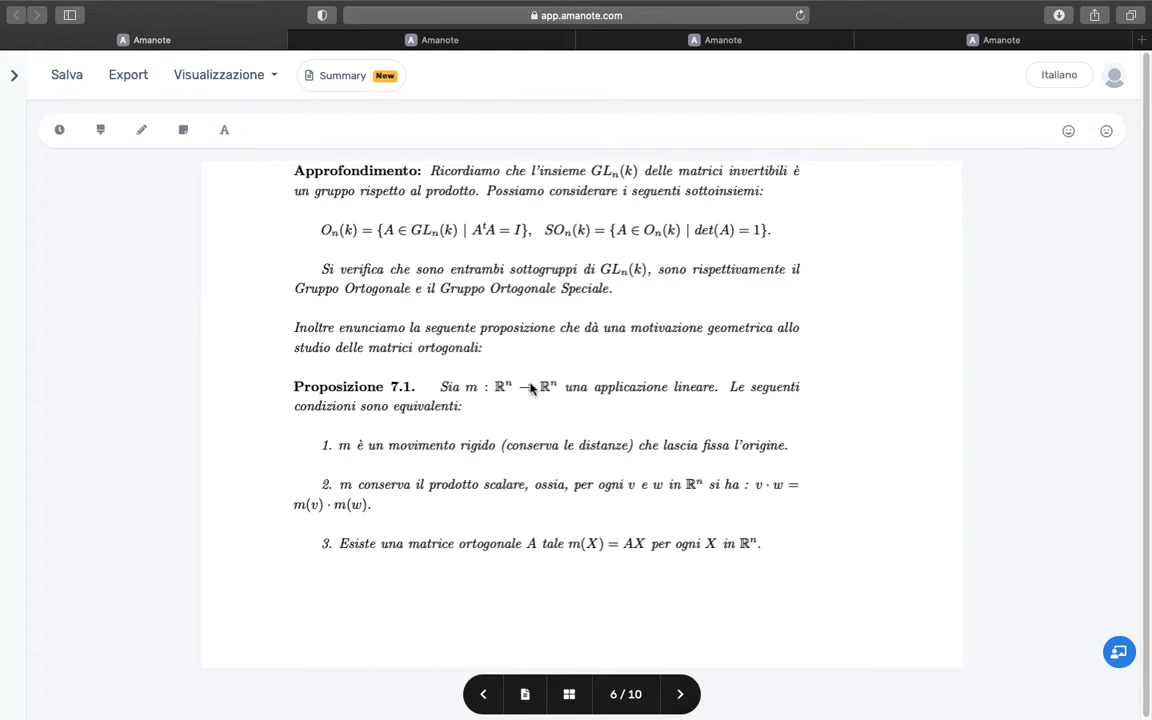 app.amanote.com
A Amanote
A Amanote
A Amanote
A Amanote
Salva Export Visualizzazione Summary New Italiano
A
Approfondimento: Ricordiamo che l'insieme GLₙ(k) delle matrici invertibili è
un gruppo rispetto al prodotto. Possiamo considerare i seguenti sottoinsiemi:
Oₙ(k) = {A ∈ GLₙ(k) | AᵗA = I}, SOₙ(k) = {A ∈ Oₙ(k) | det(A) = 1}.
Si verifica che sono entrambi sottogruppi di GLₙ(k), sono rispettivamente il
Gruppo Ortogonale e il Gruppo Ortogonale Speciale.
Inoltre enunciamo la seguente proposizione che dà una motivazione geometrica allo
studio delle matrici ortogonali:
Proposizione 7.1. Sia m : ℝⁿ → ℝⁿ una applicazione lineare. Le seguenti
condizioni sono equivalenti:
1. m è un movimento rigido (conserva le distanze) che lascia fissa l'origine.
2. m conserva il prodotto scalare, ossia, per ogni v e w in ℝⁿ si ha : v · w =
m(v) · m(w).
3. Esiste una matrice ortogonale A tale m(X) = AX per ogni X in ℝⁿ.
6 / 10